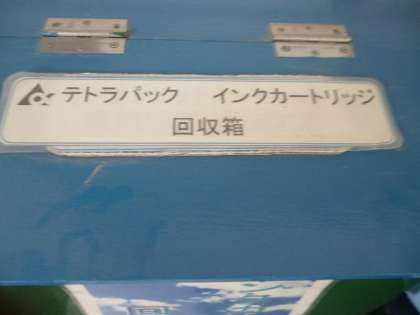 テトラパック インクカートリッジ
回収箱